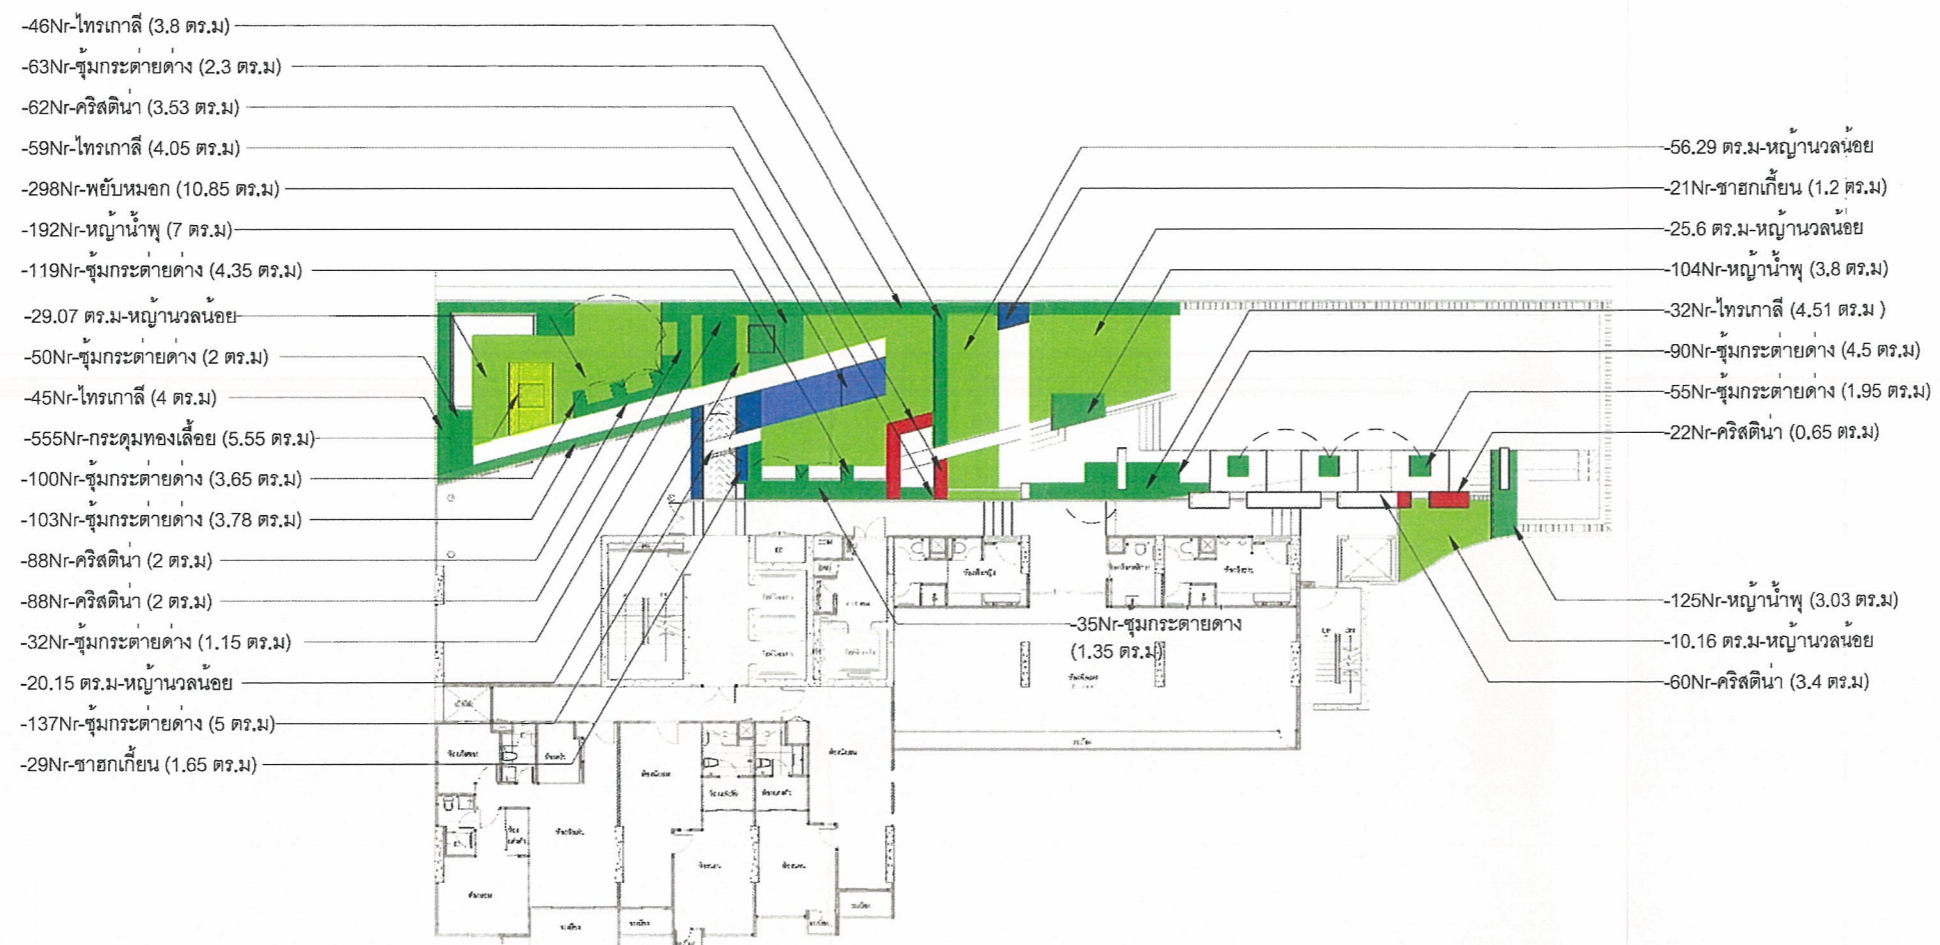 -46Nr-ไทรเกาลี (3.8 ตร.ม)
-63Nr-ซุ้มกระต่ายด่าง (2.3 ตร.ม)
-62Nr-คริสติน่า (3.53 ตร.ม)
-59Nr-ไทรเกาลี (4.05 ตร.ม)
-298Nr-พยับหมอก (10.85 ตร.ม)
-192Nr-หญ้าน้ำพุ (7 ตร.ม)
-119Nr-ซุ้มกระต่ายด่าง (4.35 ตร.ม)
-29.07 ตร.ม-หญ้านวลน้อย
-50Nr-ซุ้มกระต่ายด่าง (2 ตร.ม)
-45Nr-ไทรเกาลี (4 ตร.ม)
-555Nr-กระดุมทองเลื้อย (5.55 ตร.ม)
-100Nr-ซุ้มกระต่ายด่าง (3.65 ตร.ม)
-103Nr-ซุ้มกระต่ายด่าง (3.78 ตร.ม)
-88Nr-คริสติน่า (2 ตร.ม)
-88Nr-คริสติน่า (2 ตร.ม)
-32Nr-ซุ้มกระต่ายด่าง (1.15 ตร.ม)
-20.15 ตร.ม-หญ้านวลน้อย
-137Nr-ซุ้มกระต่ายด่าง (5 ตร.ม)
-29Nr-ชาฮกเกี้ยน (1.65 ตร.ม)
-35Nr-ซุมกระตายดาง
(1.35 ตร.ม)
-56.29 ตร.ม-หญ้านวลน้อย
-21Nr-ชาฮกเกี้ยน (1.2 ตร.ม)
-25.6 ตร.ม-หญ้านวลน้อย
-104Nr-หญ้าน้ำพุ (3.8 ตร.ม)
-32Nr-ไทรเกาลี (4.51 ตร.ม )
-90Nr-ซุ้มกระต่ายด่าง (4.5 ตร.ม)
-55Nr-ซุ้มกระต่ายด่าง (1.95 ตร.ม)
-22Nr-คริสติน่า (0.65 ตร.ม)
-125Nr-หญ้าน้ำพุ (3.03 ตร.ม)
-10.16 ตร.ม-หญ้านวลน้อย
-60Nr-คริสติน่า (3.4 ตร.ม)